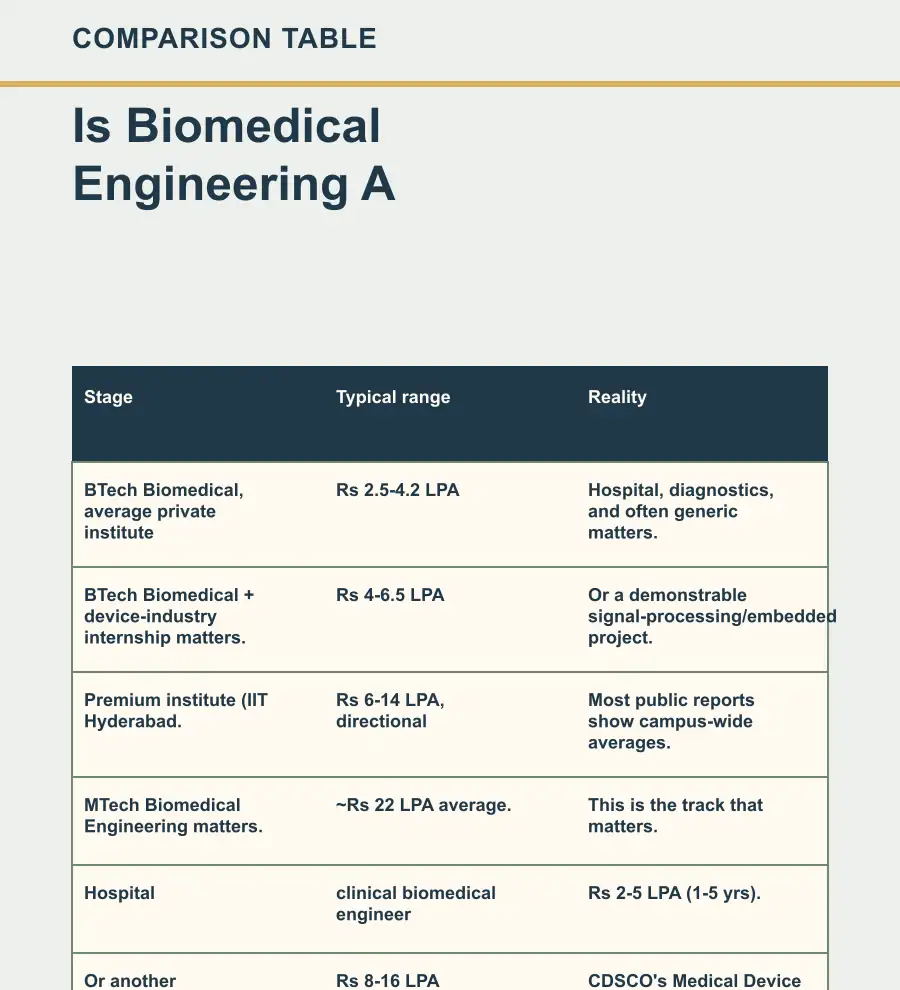 COMPARISON TABLE
Is Biomedical
Engineering A
Stage
Typical range
Reality
BTech Biomedical,
average private
institute
Rs 2.5-4.2 LPA
Hospital, diagnostics,
and often generic
matters.
BTech Biomedical +
device-industry
internship matters.
Rs 4-6.5 LPA
Or a demonstrable
signal-processing/embedded
project.
Premium institute (IIT
Hyderabad.
Rs 6-14 LPA,
directional
Most public reports
show campus-wide
averages.
MTech Biomedical
Engineering matters.
~Rs 22 LPA average.
This is the track that
matters.
Hospital
clinical biomedical
engineer
Rs 2-5 LPA (1-5 yrs).
Or another
Rs 8-16 LPA
CDSCO's Medical Device